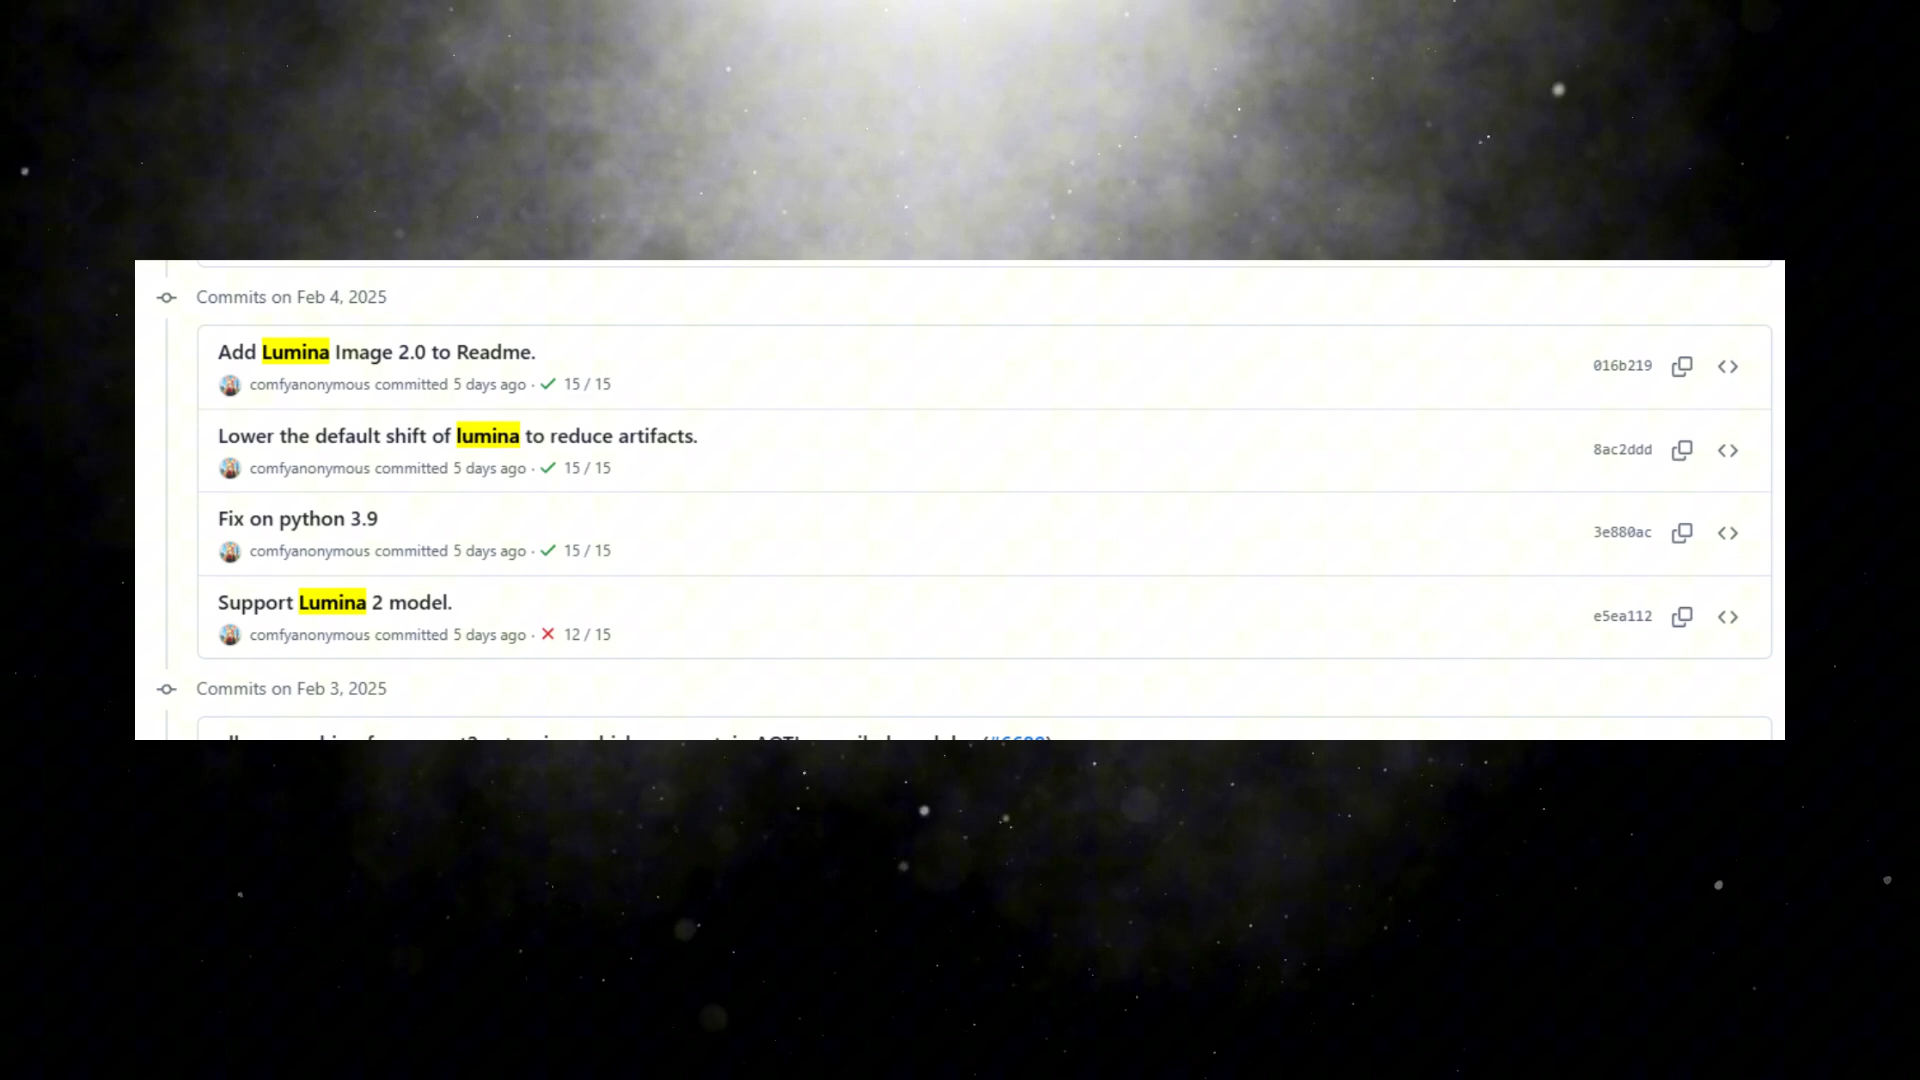 Commits on Feb 4, 2025
Add Lumina Image 2.0 to Readme.
016b219
comfyanonymous committed 5 days ago · ✓ 15 / 15
Lower the default shift of lumina to reduce artifacts.
8ac2ddd
comfyanonymous committed 5 days ago · ✓ 15 / 15
Fix on python 3.9
3e880ac
comfyanonymous committed 5 days ago · ✓ 15 / 15
Support Lumina 2 model.
e5ea112
comfyanonymous committed 5 days ago · ✕ 12 / 15
Commits on Feb 3, 2025